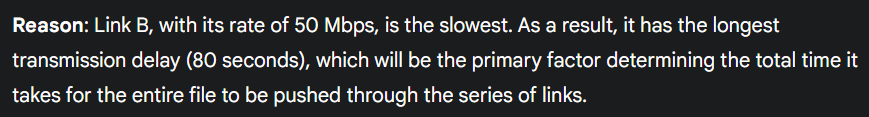 Reason: Link B, with its rate of 50 Mbps, is the slowest. As a result, it has the longest
transmission delay (80 seconds), which will be the primary factor determining the total time it
takes for the entire file to be pushed through the series of links.